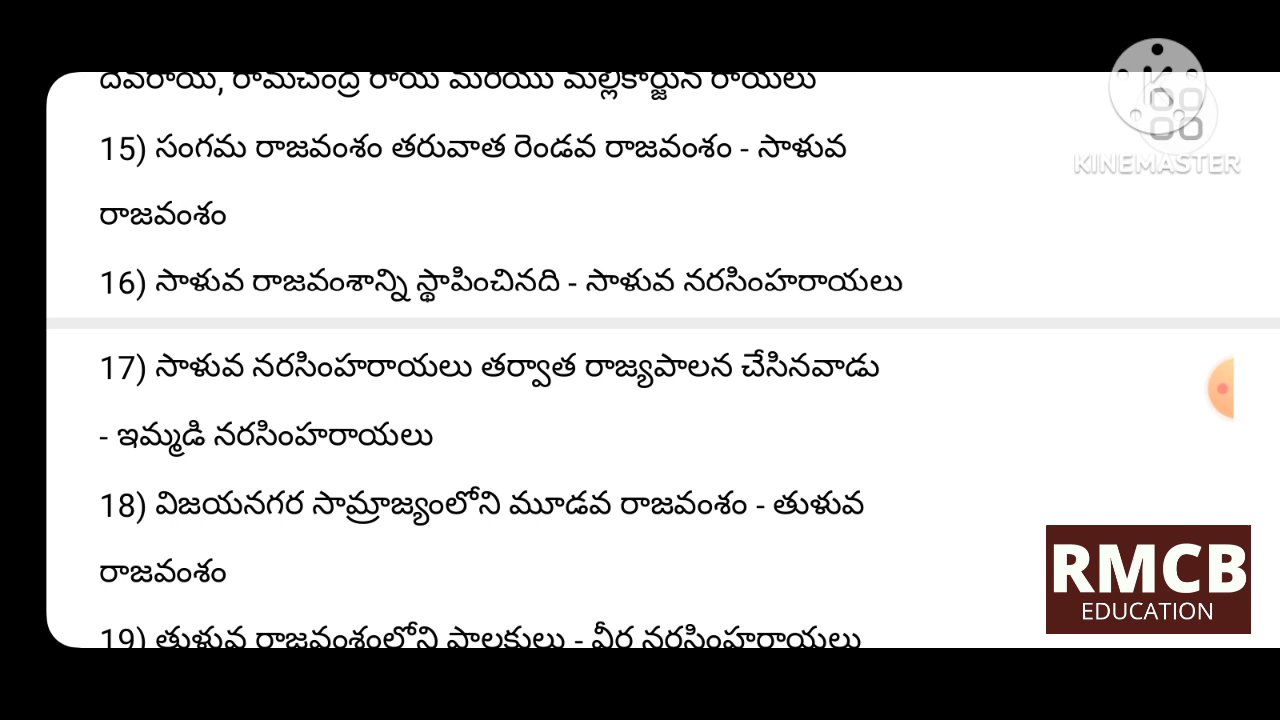 దేవరాయ, రామచంద్ర రాయ మరియు మల్లికార్జున రాయలు
15) సంగమ రాజవంశం తరువాత రెండవ రాజవంశం - సాళువ
రాజవంశం
16) సాళువ రాజవంశాన్ని స్థాపించినది - సాళువ నరసింహరాయలు
17) సాళువ నరసింహరాయలు తర్వాత రాజ్యపాలన చేసినవాడు
- ఇమ్మడి నరసింహరాయలు
18) విజయనగర సామ్రాజ్యంలోని మూడవ రాజవంశం - తుళువ
రాజవంశం
19) తుళువ రాజవంశంలోని పాలకులు - వీర నరసింహరాయలు
KINEMASTER
RMCB
EDUCATION